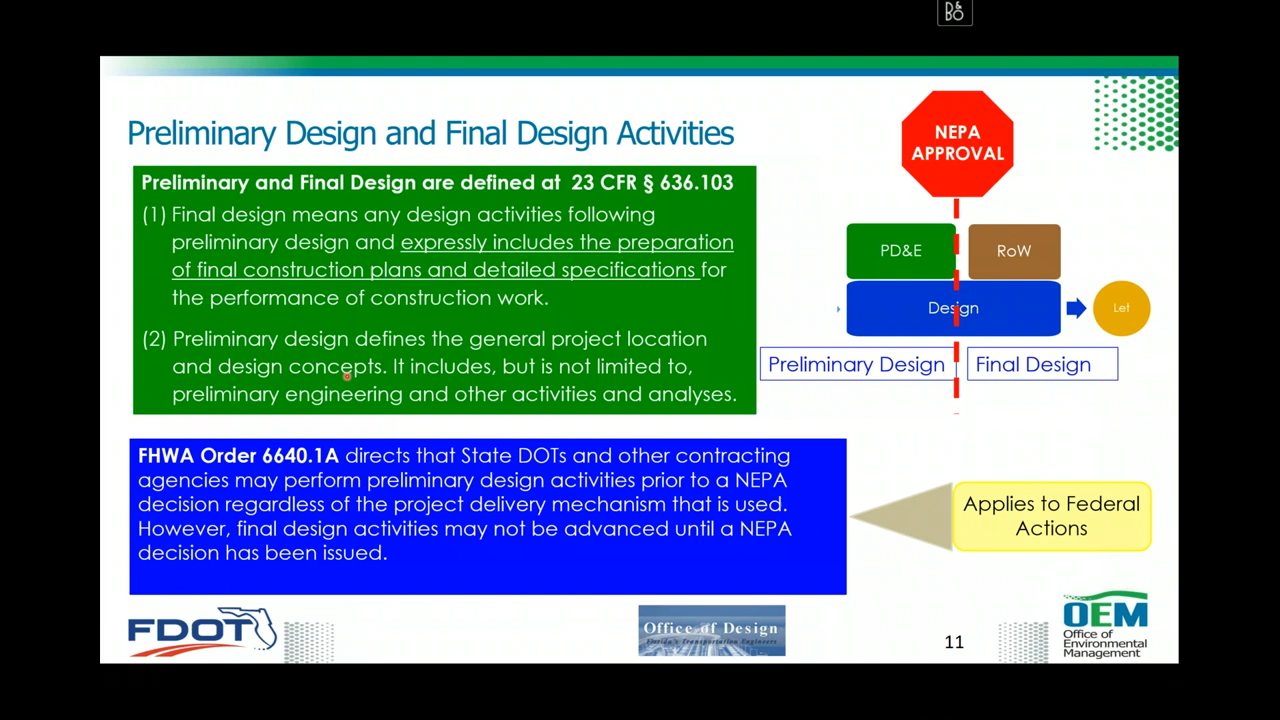 B&O
Preliminary Design and Final Design Activities
NEPA
APPROVAL
Preliminary and Final Design are defined at 23 CFR § 636.103
(1) Final design means any design activities following
preliminary design and expressly includes the preparation
of final construction plans and detailed specifications for
the performance of construction work.
(2) Preliminary design defines the general project location
and design concepts. It includes, but is not limited to,
preliminary engineering and other activities and analyses.
PD&E
RoW
Design
Let
Preliminary Design
Final Design
FHWA Order 6640.1A directs that State DOTs and other contracting
agencies may perform preliminary design activities prior to a NEPA
decision regardless of the project delivery mechanism that is used.
However, final design activities may not be advanced until a NEPA
decision has been issued.
Applies to Federal
Actions
FDOT
Office of Design
Florida's Transportation Engineers
OEM
Office of
Environmental
Management
11